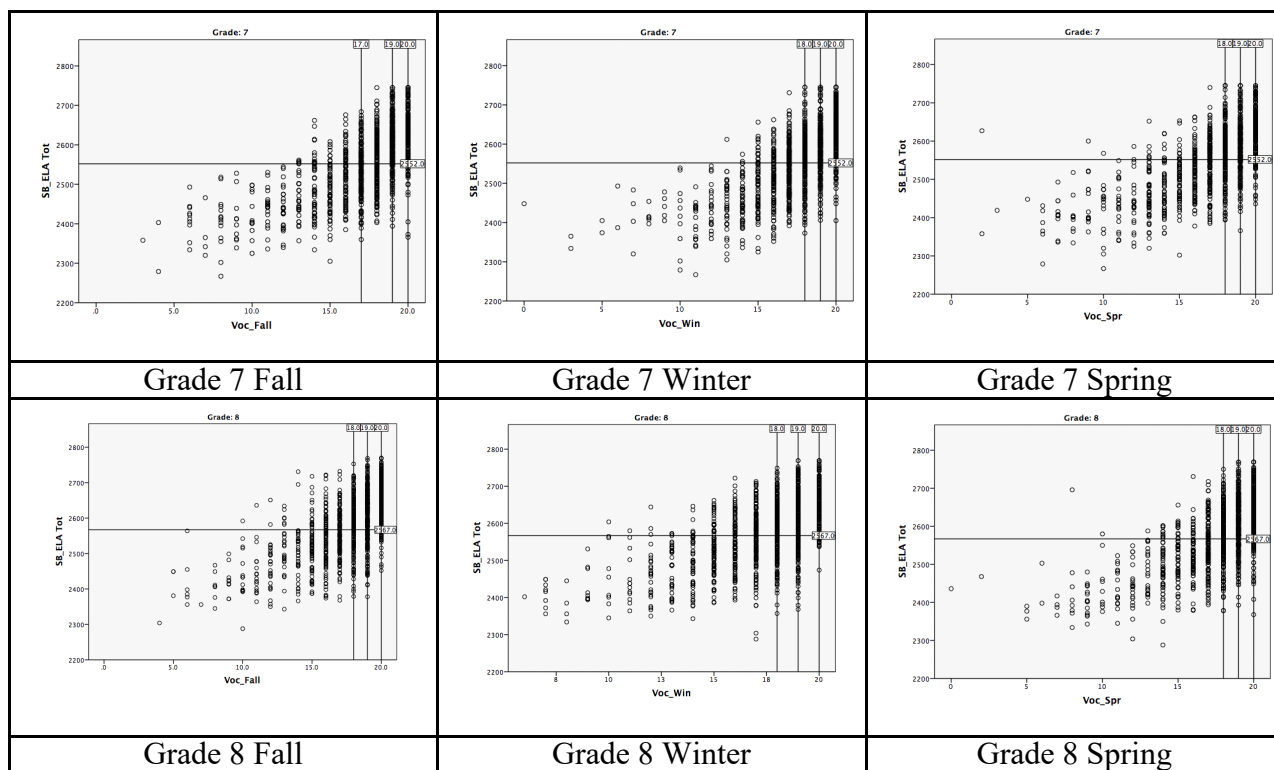 Grade: 7
17.0 19.0 20.0
2800
2700
2600
2500
2400
2300
2200
SB_ELA Tot
2552.0
.0 5.0 10.0 15.0 20.0
Voc_Fall
Grade 7 Fall
Grade: 7
18.0 19.0 20.0
2800
2700
2600
2500
2400
2300
2200
SB_ELA Tot
2552.0
0 5 10 15 20
Voc_Win
Grade 7 Winter
Grade: 7
18.0 19.0 20.0
2800
2700
2600
2500
2400
2300
2200
SB_ELA Tot
2552.0
0 5 10 15 20
Voc_Spr
Grade 7 Spring
Grade: 8
18.0 19.0 20.0
2800
2700
2600
2500
2400
2300
2200
SB_ELA Tot
2567.0
.0 5.0 10.0 15.0 20.0
Voc_Fall
Grade 8 Fall
Grade: 8
18.0 19.0 20.0
2800
2700
2600
2500
2400
2300
2200
SB_ELA Tot
2567.0
8 10 13 15 18 20
Voc_Win
Grade 8 Winter
Grade: 8
18.0 19.0 20.0
2800
2700
2600
2500
2400
2300
2200
SB_ELA Tot
2567.0
0 5 10 15 20
Voc_Spr
Grade 8 Spring